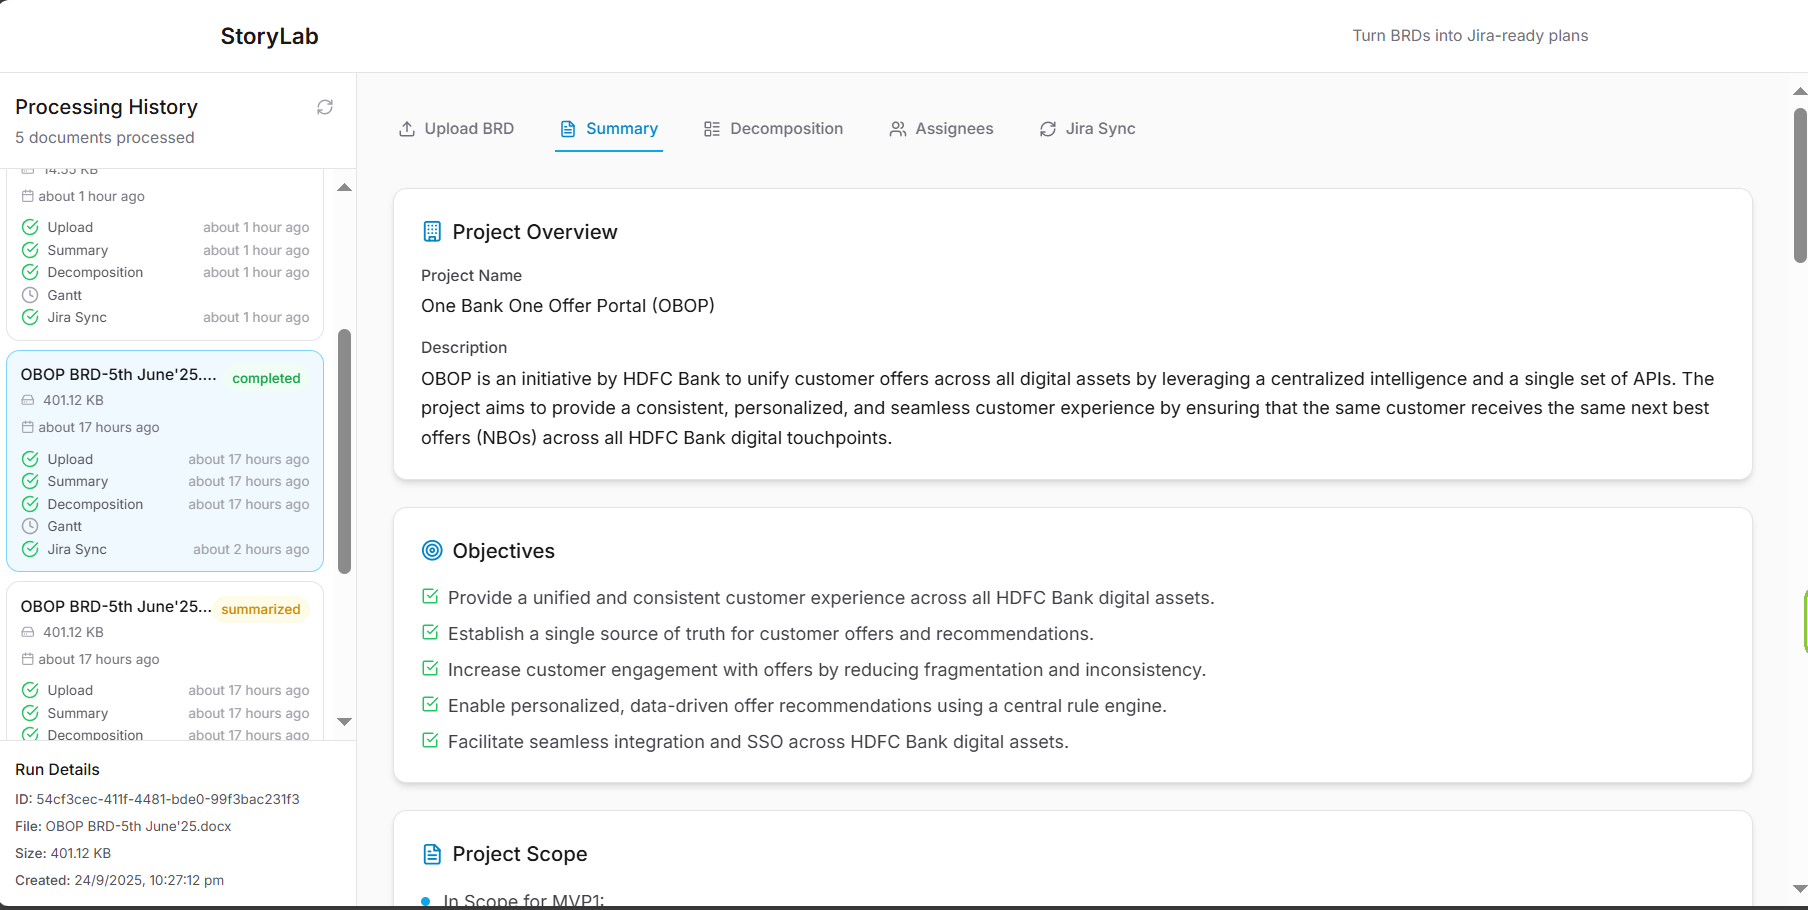 StoryLab
Turn BRDs into Jira-ready plans
Processing History
5 documents processed
14.55 KB
about 1 hour ago
Upload about 1 hour ago
Summary about 1 hour ago
Decomposition about 1 hour ago
Gantt
Jira Sync about 1 hour ago
OBOP BRD-5th June'25.... completed
401.12 KB
about 17 hours ago
Upload about 17 hours ago
Summary about 17 hours ago
Decomposition about 17 hours ago
Gantt
Jira Sync about 2 hours ago
OBOP BRD-5th June'25... summarized
401.12 KB
about 17 hours ago
Upload about 17 hours ago
Summary about 17 hours ago
Decomposition about 17 hours ago
Run Details
ID: 54cf3cec-411f-4481-bde0-99f3bac231f3
File: OBOP BRD-5th June'25.docx
Size: 401.12 KB
Created: 24/9/2025, 10:27:12 pm
Upload BRD Summary Decomposition Assignees Jira Sync
Project Overview
Project Name
One Bank One Offer Portal (OBOP)
Description
OBOP is an initiative by HDFC Bank to unify customer offers across all digital assets by leveraging a centralized intelligence and a single set of APIs. The
project aims to provide a consistent, personalized, and seamless customer experience by ensuring that the same customer receives the same next best
offers (NBOs) across all HDFC Bank digital touchpoints.
Objectives
Provide a unified and consistent customer experience across all HDFC Bank digital assets.
Establish a single source of truth for customer offers and recommendations.
Increase customer engagement with offers by reducing fragmentation and inconsistency.
Enable personalized, data-driven offer recommendations using a central rule engine.
Facilitate seamless integration and SSO across HDFC Bank digital assets.
Project Scope
In Scope for MVP1: